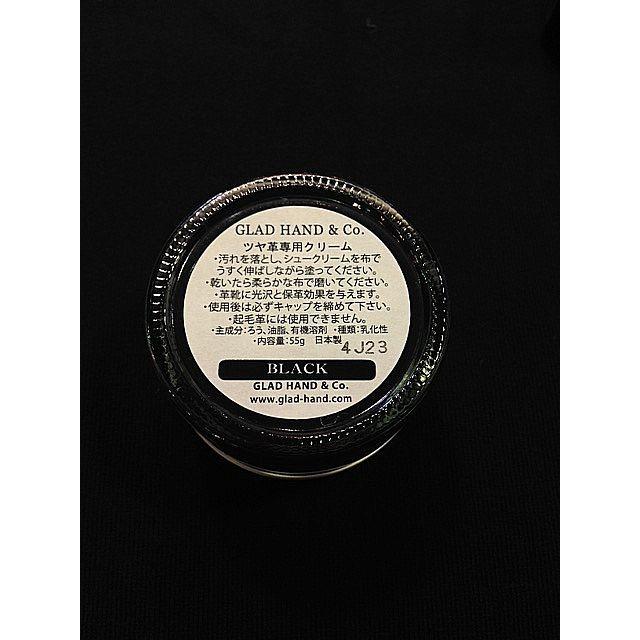 GLAD HAND & Co.
ツヤ革専用クリーム
・汚れを落とし、シュークリームを布で
うすく伸ばしながら塗ってください。
・乾いたら柔らかな布で磨いてください。
・革靴に光沢と保革効果を与えます。
・使用後は必ずキャップを締めて下さい。
・起毛革には使用できません。
・主成分:ろう、油脂、有機溶剤 ・種類:乳化性
・内容量:55g 日本製 4J23
BLACK
GLAD HAND & Co.
www.glad-hand.com